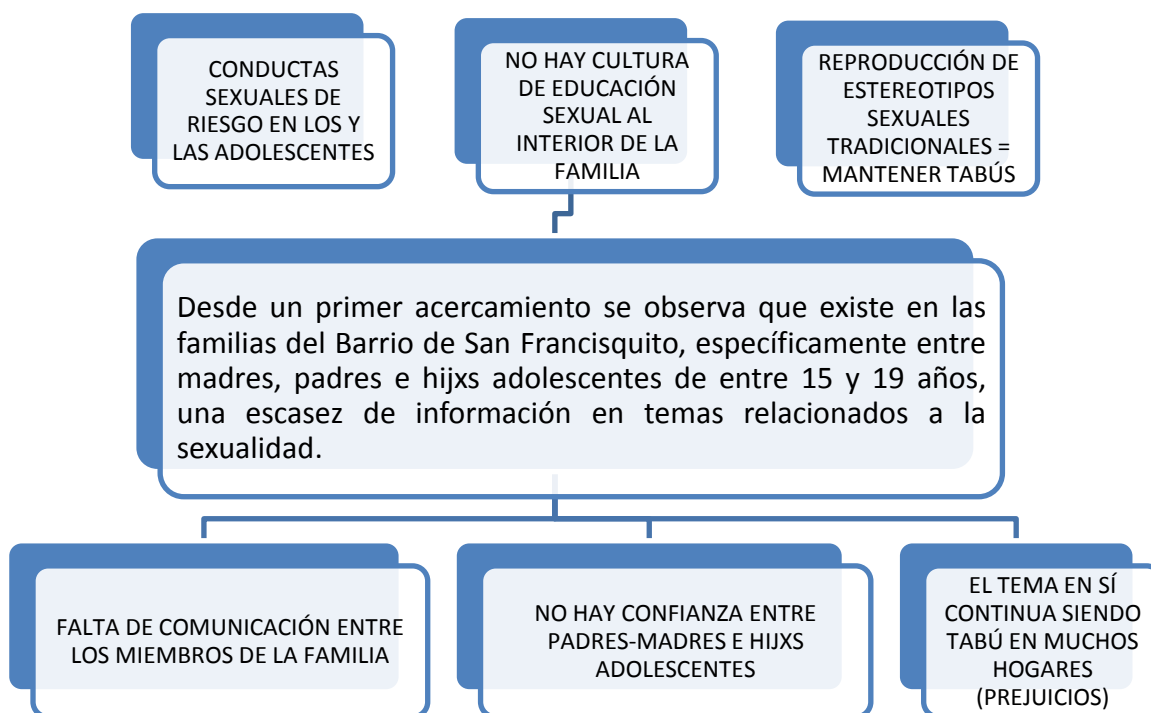 CONDUCTAS
SEXUALES DE
RIESGO EN LOS Y
LAS ADOLESCENTES
NO HAY CULTURA
DE EDUCACIÓN
SEXUAL AL
INTERIOR DE LA
FAMILIA
REPRODUCCIÓN DE
ESTEREOTIPOS
SEXUALES
TRADICIONALES =
MANTENER TABÚS
Desde un primer acercamiento se observa que existe en las
familias del Barrio de San Francisquito, específicamente entre
madres, padres e hijxs adolescentes de entre 15 y 19 años,
una escasez de información en temas relacionados a la
sexualidad.
FALTA DE COMUNICACIÓN ENTRE
LOS MIEMBROS DE LA FAMILIA
NO HAY CONFIANZA ENTRE
PADRES-MADRES E HIJXS
ADOLESCENTES
EL TEMA EN SÍ
CONTINUA SIENDO
TABÚ EN MUCHOS
HOGARES
(PREJUICIOS)